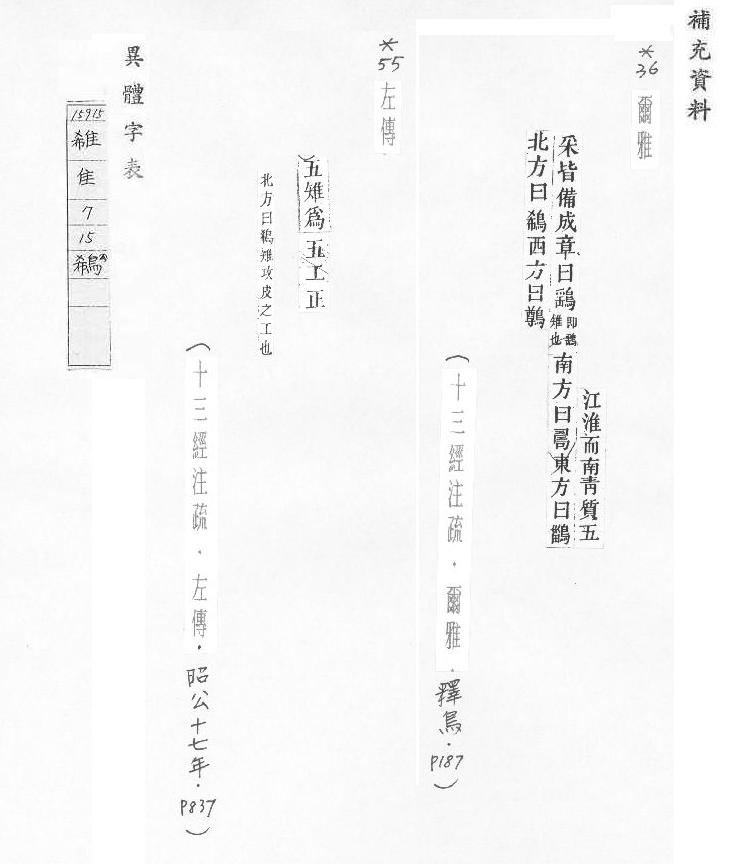 補充資料
*36
爾雅
江淮而南青質五
采皆備成章曰鷂即鷂雉也南方曰𠷎東方曰鶅
北方曰鵗西方曰鷷
（十三經注疏．爾雅．釋鳥．P187）
*55
左傳
五雉爲五工正
北方曰鵗雉攻皮之工也
（十三經注疏．左傳．昭公十七年．P837）
異體字表
15915
隹
7
15
鵗